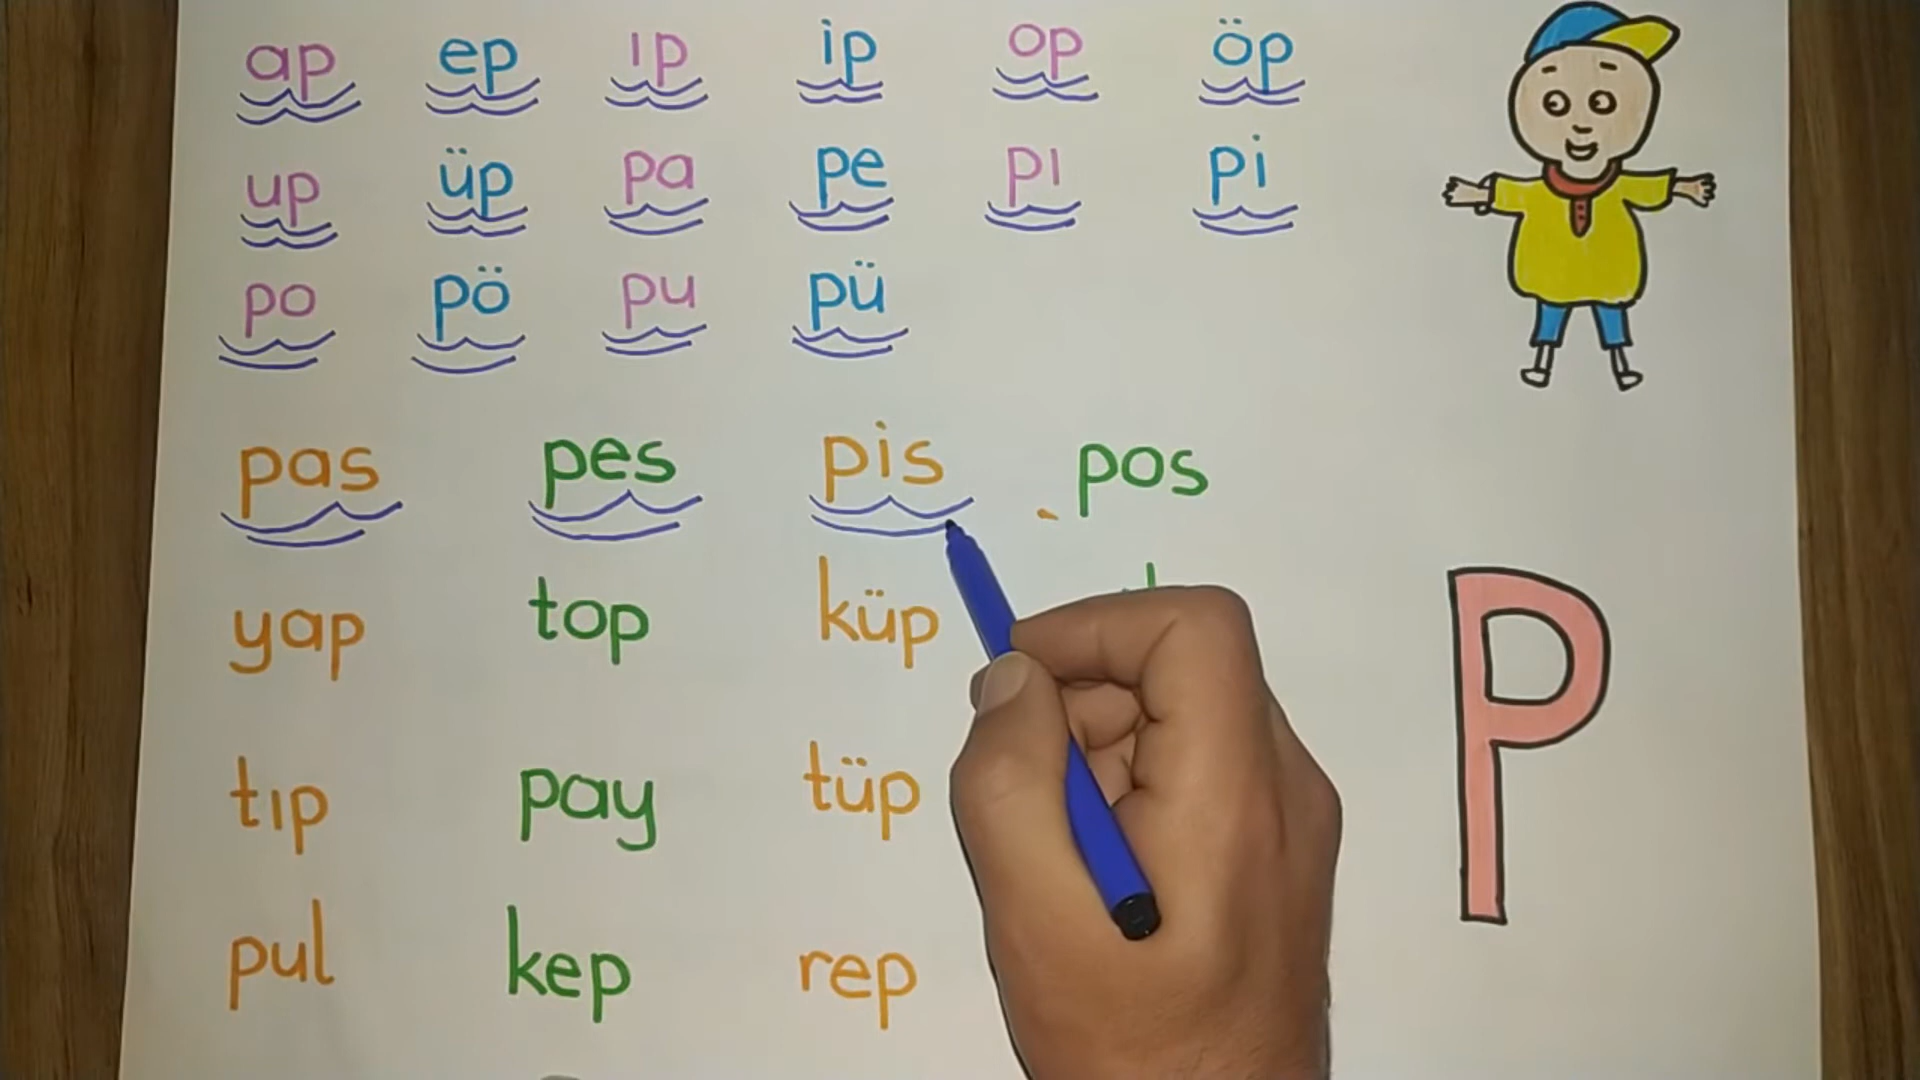 ap ep ıp ip op öp
up üp pa pe pı pi
po pö pu pü
pas pes pis pos
yap top küp
tıp pay tüp
pul kep rep
P